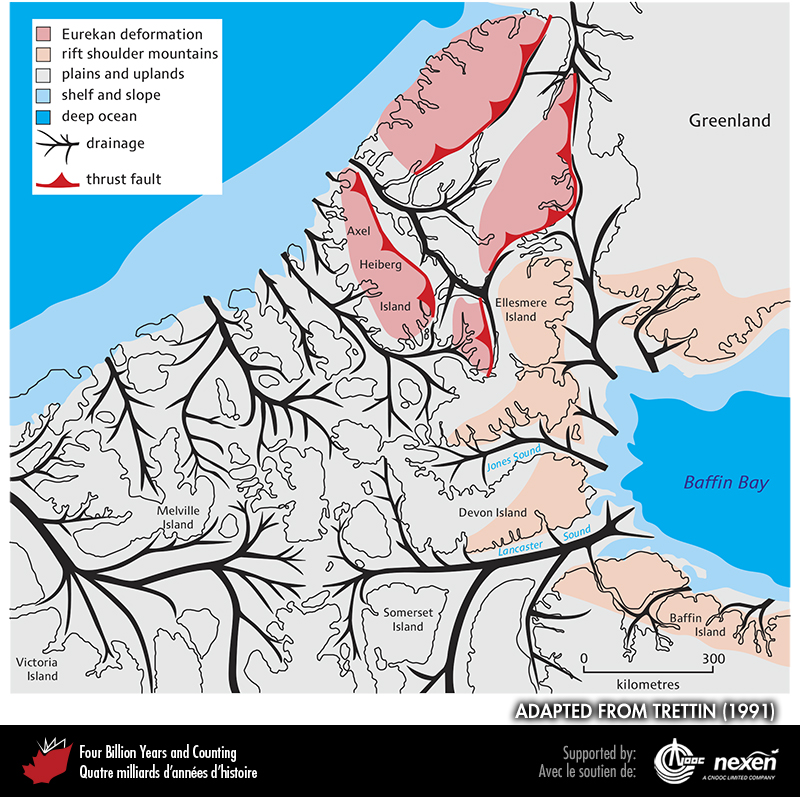 Eurekan deformation
rift shoulder mountains
plains and uplands
shelf and slope
deep ocean
drainage
thrust fault
Greenland
Axel
Heiberg
Island
Ellesmere
Island
Jones Sound
Baffin Bay
Melville
Island
Devon Island
Lancaster Sound
Somerset
Island
Baffin
Island
Victoria
Island
0 300
kilometres
ADAPTED FROM TRETTIN (1991)
Four Billion Years and Counting
Quatre milliards d'années d'histoire
Supported by:
Avec le soutien de:
CNOOC
nexen
A CNOOC LIMITED COMPANY